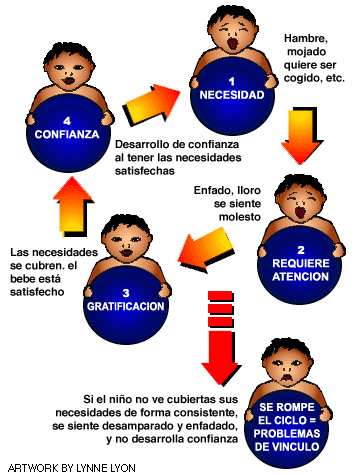 1
NECESIDAD
Hambre,
mojado
quiere ser
cogido, etc.
Enfado, lloro
se siente
molesto
2
REQUIERE
ATENCION
3
GRATIFICACION
Las necesidades
se cubren. el
bebe está
satisfecho
4
CONFIANZA
Desarrollo de confianza
al tener las necesidades
satisfechas
Si el niño no ve cubiertas sus
necesidades de forma consistente,
se siente desamparado y enfadado,
y no desarrolla confianza
SE ROMPE
EL CICLO =
PROBLEMAS
DE VINCULO
ARTWORK BY LYNNE LYON